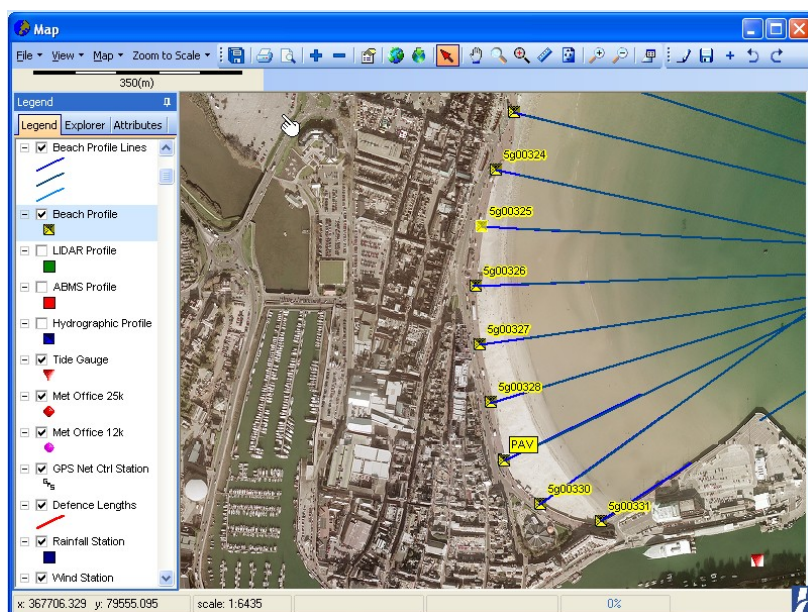 Map
File View Map Zoom to Scale
350(m)
Legend
Legend Explorer Attributes
Beach Profile Lines
Beach Profile
LIDAR Profile
ABMS Profile
Hydrographic Profile
Tide Gauge
Met Office 25k
Met Office 12k
GPS Net Ctrl Station
Defence Lengths
Rainfall Station
Wind Station
5g00324
5g00325
5g00326
5g00327
5g00328
PAV
5g00330
5g00331
x: 367706.329 y: 79555.095 scale: 1:6435 0%